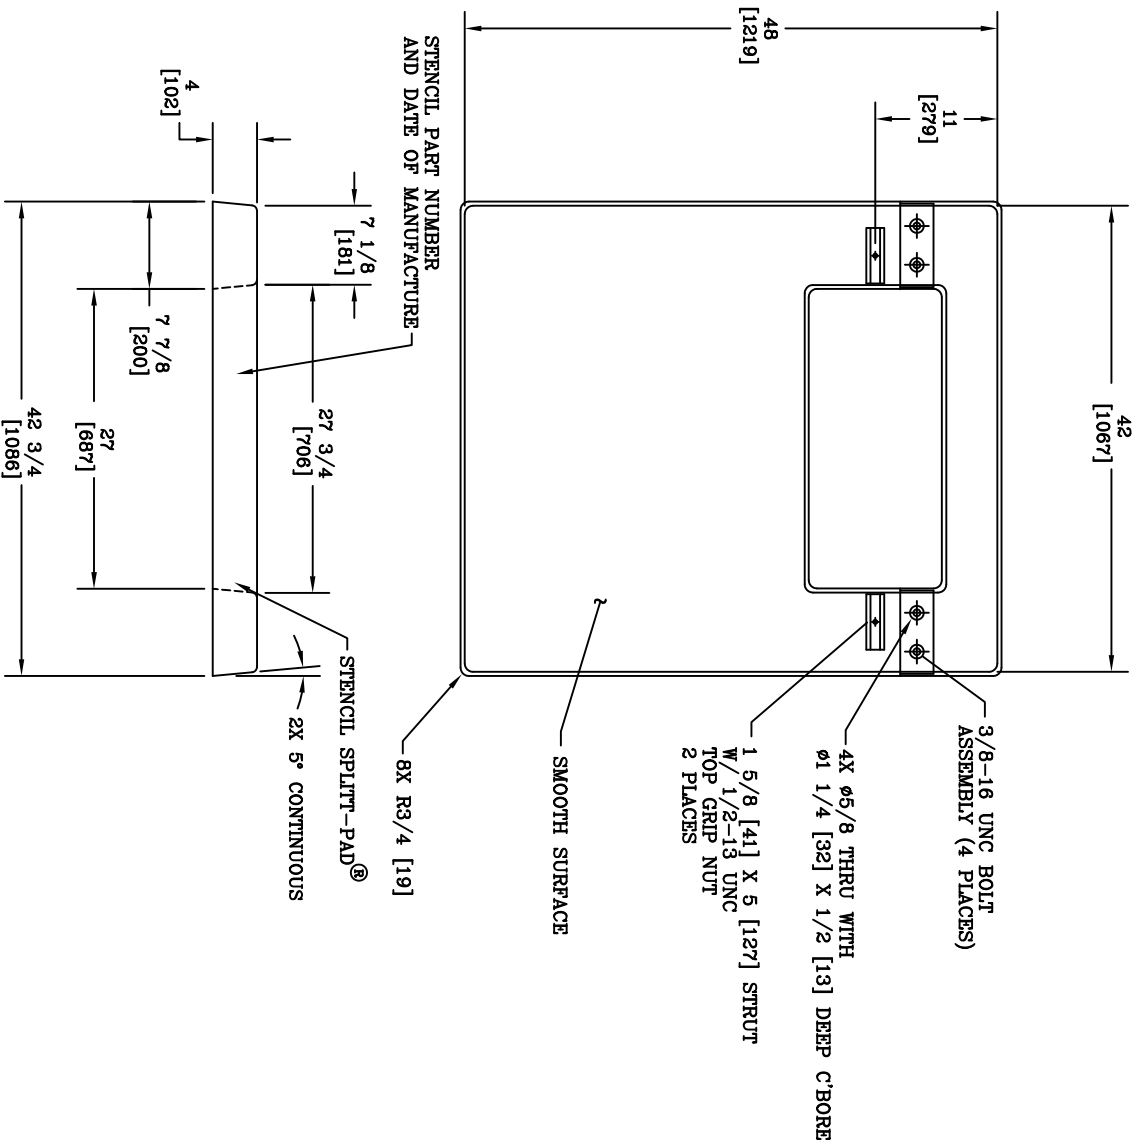 42
[1067]
3/8-16 UNC BOLT
ASSEMBLY (4 PLACES)
48
[1219]
11
[279]
4X ø5/8 THRU WITH
ø1 1/4 [32] X 1/2 [13] DEEP C'BORE
1 5/8 [41] X 5 [127] STRUT
W/ 1/2-13 UNC
TOP GRIP NUT
2 PLACES
SMOOTH SURFACE
8X R3/4 [19]
STENCIL PART NUMBER
AND DATE OF MANUFACTURE
7 1/8
[181]
27 3/4
[706]
STENCIL SPLITT-PAD®
2X 5° CONTINUOUS
4
[102]
7 7/8
[200]
27
[687]
42 3/4
[1086]